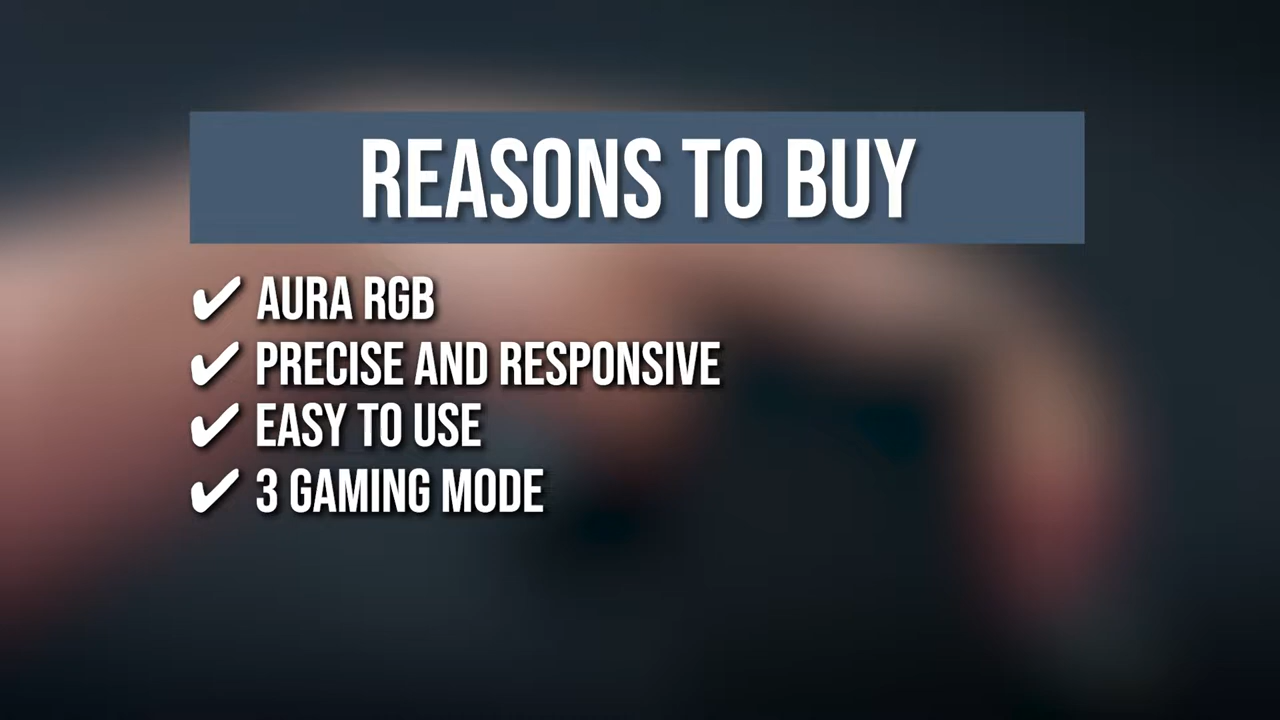 REASONS TO BUY
✔ AURA RGB
✔ PRECISE AND RESPONSIVE
✔ EASY TO USE
✔ 3 GAMING MODE